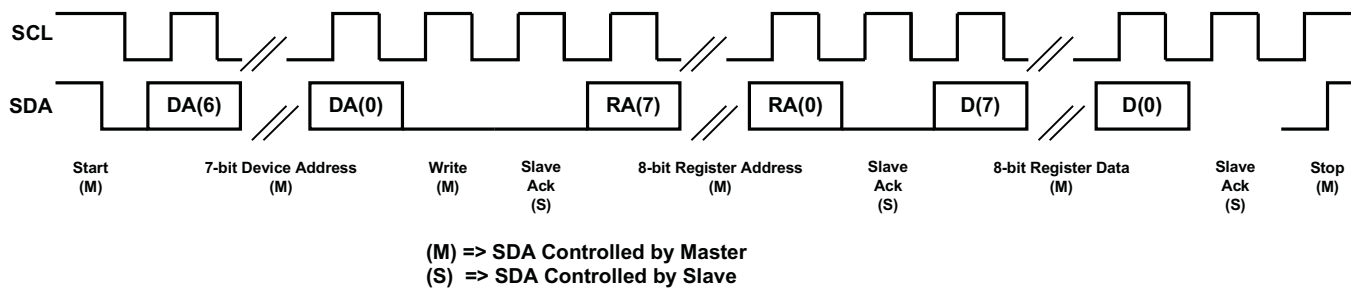 SCL
SDA
DA(6)
DA(0)
RA(7)
RA(0)
D(7)
D(0)
Start
(M)
7-bit Device Address
(M)
Write
(M)
Slave
Ack
(S)
8-bit Register Address
(M)
Slave
Ack
(S)
8-bit Register Data
(M)
Slave
Ack
(S)
Stop
(M)
(M) => SDA Controlled by Master
(S) => SDA Controlled by Slave